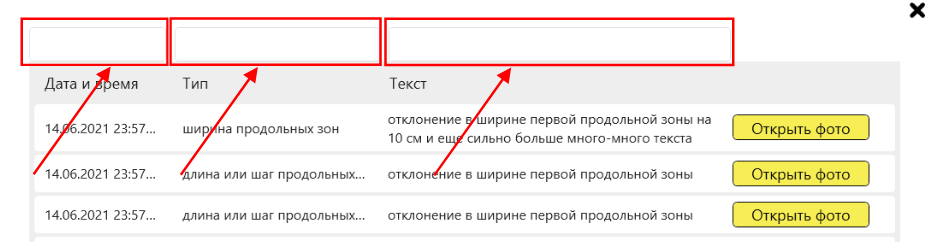 Дата и время Тип Текст
14.06.2021 23:57... ширина продольных зон отклонение в ширине первой продольной зоны на
10 см и еще сильно больше много-много текста Открыть фото
14.06.2021 23:57... длина или шаг продольных... отклонение в ширине первой продольной зоны Открыть фото
14.06.2021 23:57... длина или шаг продольных... отклонение в ширине первой продольной зоны Открыть фото